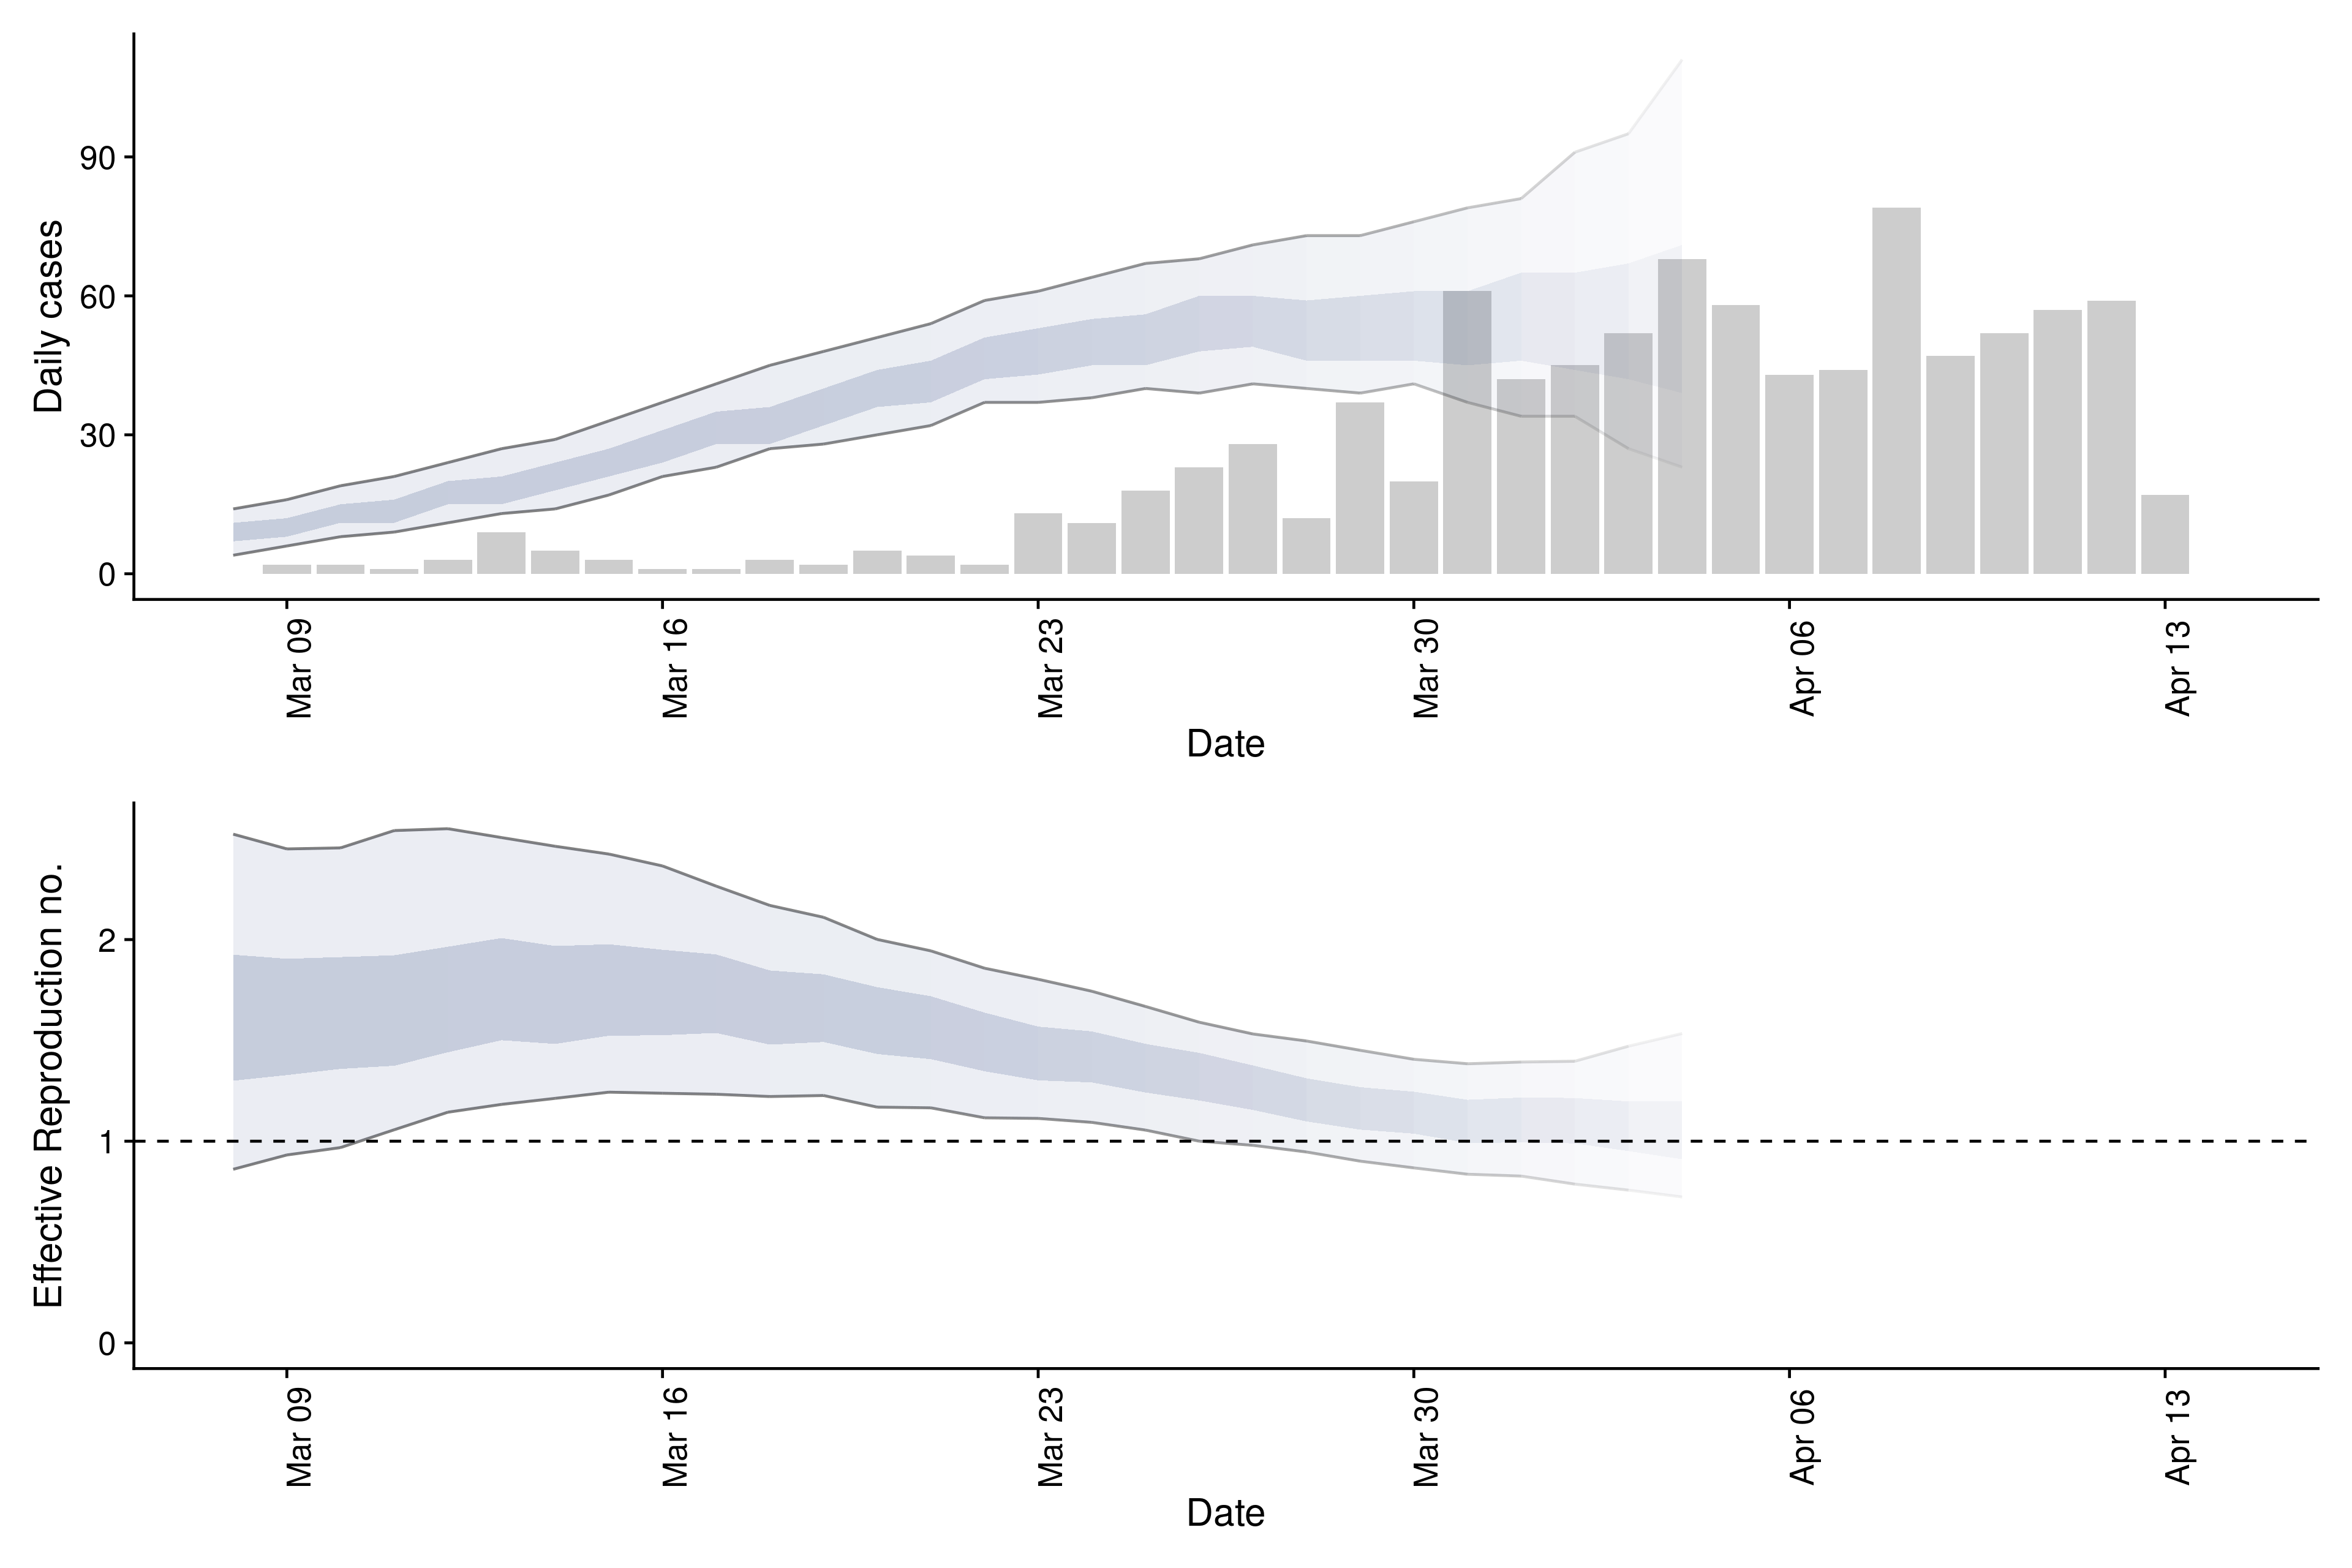 Daily cases
90
60
30
0
Mar 09
Mar 16
Mar 23
Mar 30
Apr 06
Apr 13
Date
Effective Reproduction no.
2
1
0
Mar 09
Mar 16
Mar 23
Mar 30
Apr 06
Apr 13
Date